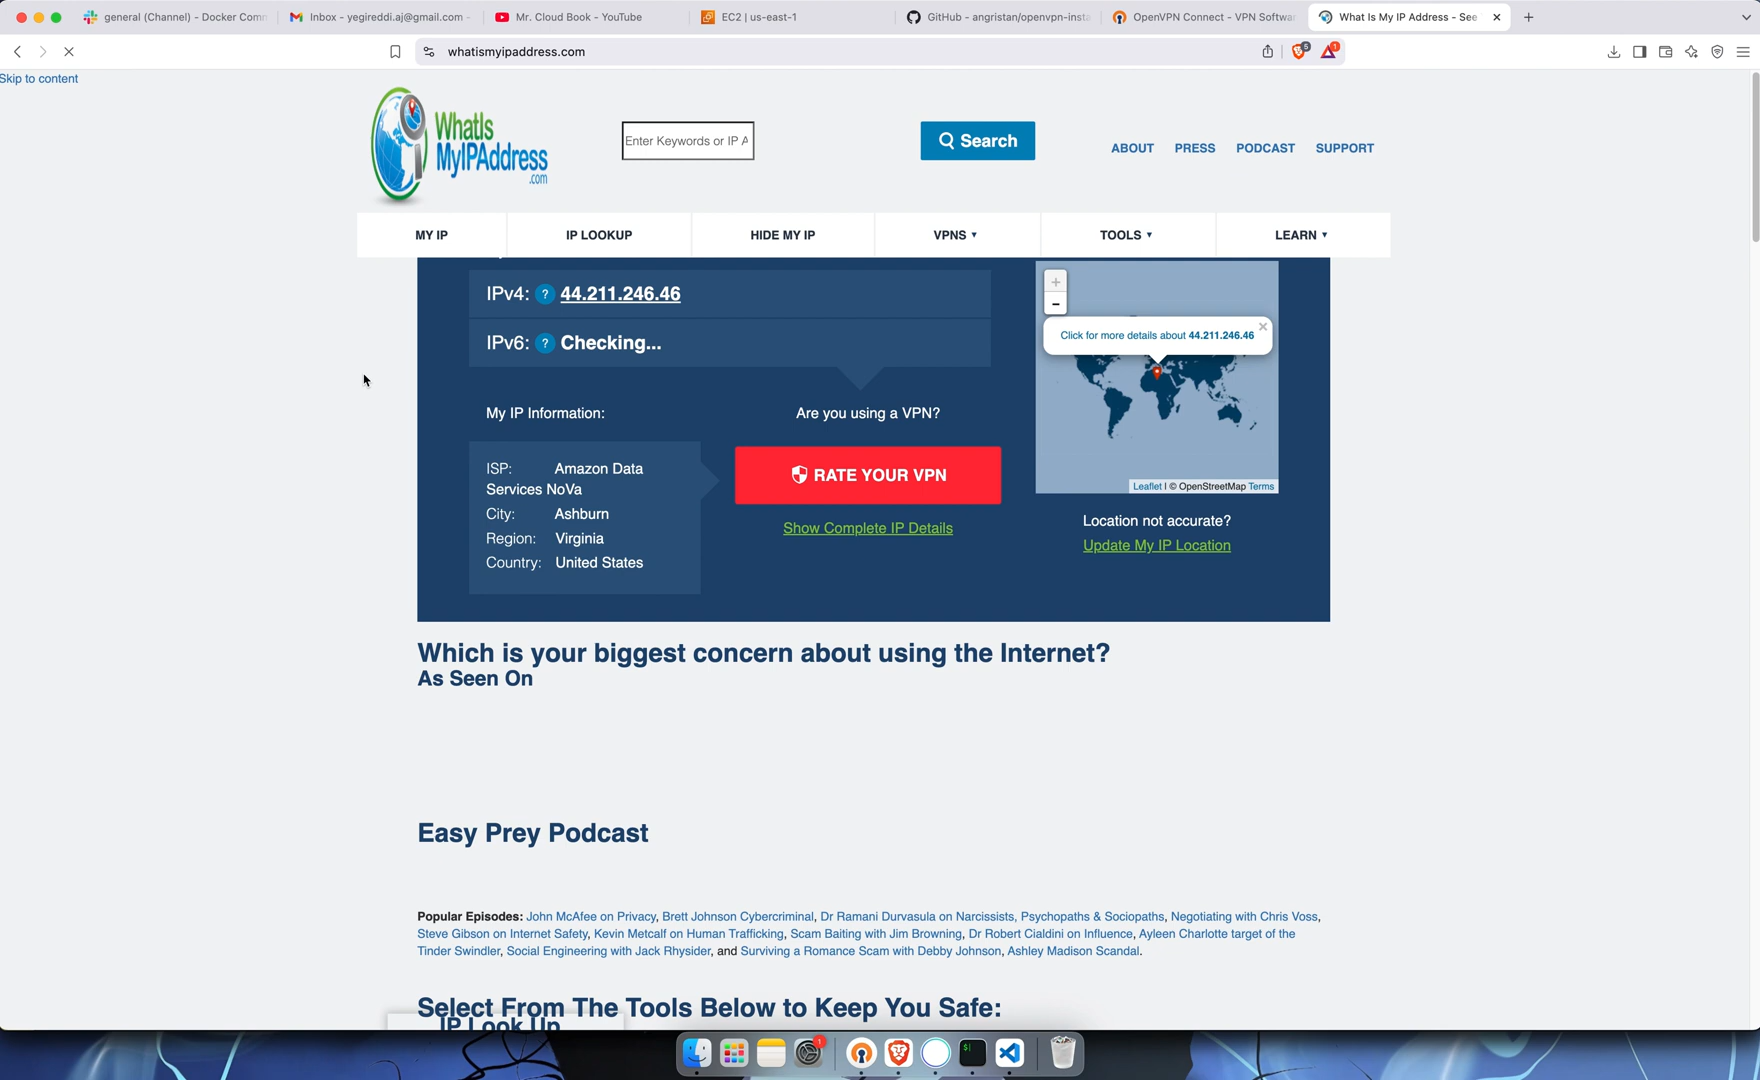 general (Channel) - Docker Comm
Inbox - yegireddi.aj@gmail.com -
Mr. Cloud Book - YouTube
EC2 | us-east-1
GitHub - angristan/openvpn-insta
OpenVPN Connect - VPN Softwar
What Is My IP Address - See
whatismyipaddress.com
5
1
Skip to content
WhatIs
MyIPAddress
.com
Enter Keywords or IP A
Search
ABOUT
PRESS
PODCAST
SUPPORT
MY IP
IP LOOKUP
HIDE MY IP
VPNS ▼
TOOLS ▼
LEARN ▼
IPv4: ? 44.211.246.46
IPv6: ? Checking...
+
−
Click for more details about 44.211.246.46
×
My IP Information:
Are you using a VPN?
ISP: Amazon Data
Services NoVa
City: Ashburn
Region: Virginia
Country: United States
RATE YOUR VPN
Show Complete IP Details
Leaflet | © OpenStreetMap Terms
Location not accurate?
Update My IP Location
Which is your biggest concern about using the Internet?
As Seen On
Easy Prey Podcast
Popular Episodes: John McAfee on Privacy, Brett Johnson Cybercriminal, Dr Ramani Durvasula on Narcissists, Psychopaths & Sociopaths, Negotiating with Chris Voss,
Steve Gibson on Internet Safety, Kevin Metcalf on Human Trafficking, Scam Baiting with Jim Browning, Dr Robert Cialdini on Influence, Ayleen Charlotte target of the
Tinder Swindler, Social Engineering with Jack Rhysider, and Surviving a Romance Scam with Debby Johnson, Ashley Madison Scandal.
Select From The Tools Below to Keep You Safe:
IP Look Up
1
$